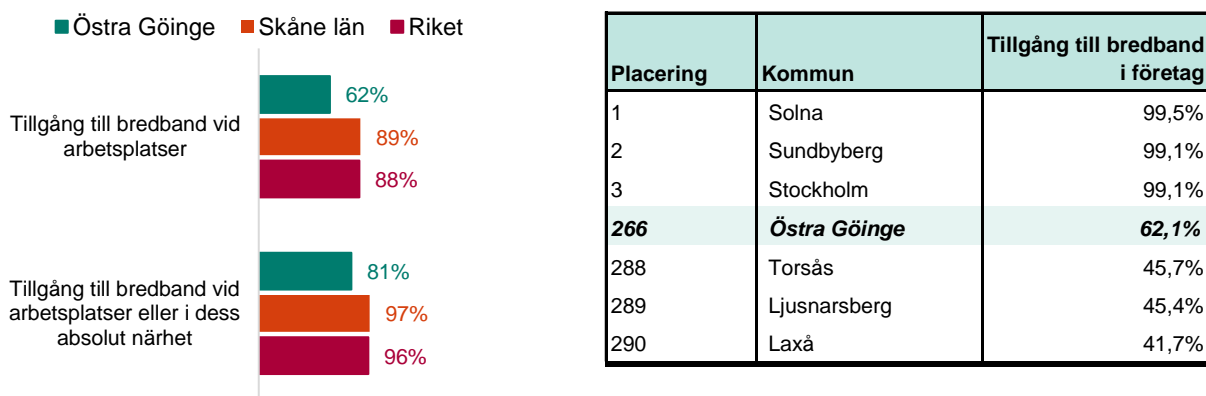 Östra Göinge Skåne län Riket
Tillgång till bredband vid
arbetsplatser
62%
89%
88%
Tillgång till bredband vid
arbetsplatser eller i dess
absolut närhet
81%
97%
96%
Placering Kommun Tillgång till bredband
i företag
1 Solna 99,5%
2 Sundbyberg 99,1%
3 Stockholm 99,1%
266 Östra Göinge 62,1%
288 Torsås 45,7%
289 Ljusnarsberg 45,4%
290 Laxå 41,7%